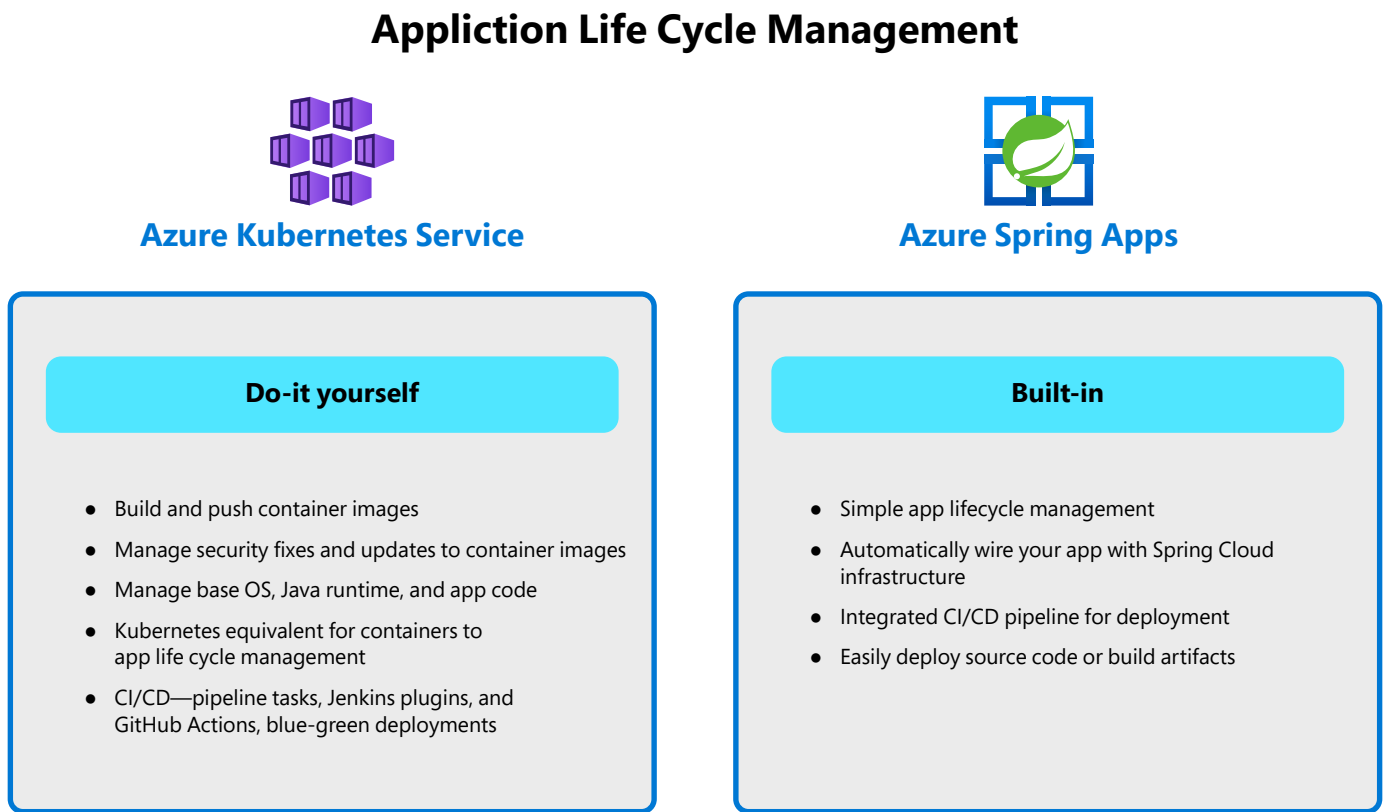 Appliction Life Cycle Management
Azure Kubernetes Service
Do-it yourself
● Build and push container images
● Manage security fixes and updates to container images
● Manage base OS, Java runtime, and app code
● Kubernetes equivalent for containers to
app life cycle management
● CI/CD—pipeline tasks, Jenkins plugins, and
GitHub Actions, blue-green deployments
Azure Spring Apps
Built-in
● Simple app lifecycle management
● Automatically wire your app with Spring Cloud
infrastructure
● Integrated CI/CD pipeline for deployment
● Easily deploy source code or build artifacts